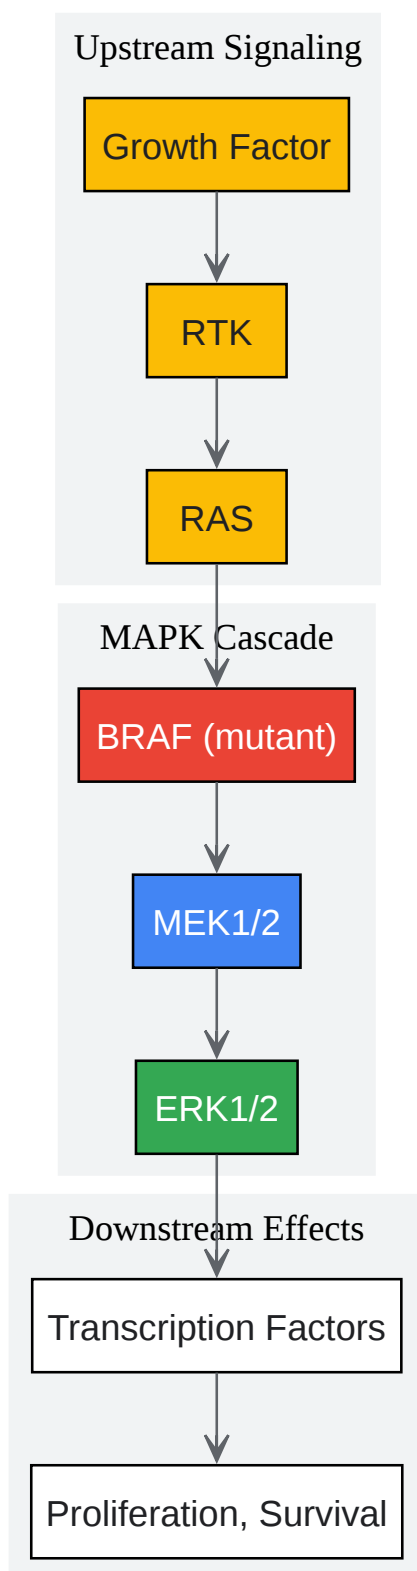 Upstream Signaling
Growth Factor
RTK
RAS
MAPK Cascade
BRAF (mutant)
MEK1/2
ERK1/2
Downstream Effects
Transcription Factors
Proliferation, Survival